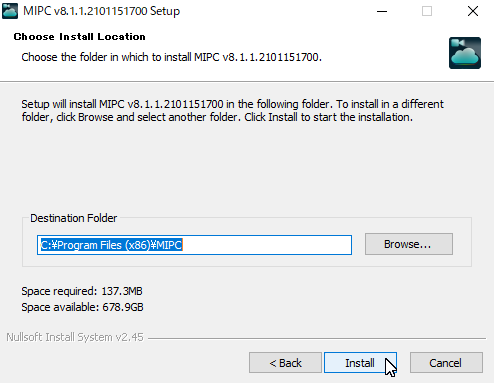 MIPC v8.1.1.2101151700 Setup
Choose Install Location
Choose the folder in which to install MIPC v8.1.1.2101151700.
Setup will install MIPC v8.1.1.2101151700 in the following folder. To install in a different
folder, click Browse and select another folder. Click Install to start the installation.
Destination Folder
C:¥Program Files (x86)¥MIPC
Browse...
Space required: 137.3MB
Space available: 678.9GB
Nullsoft Install System v2.45
< Back
Install
Cancel